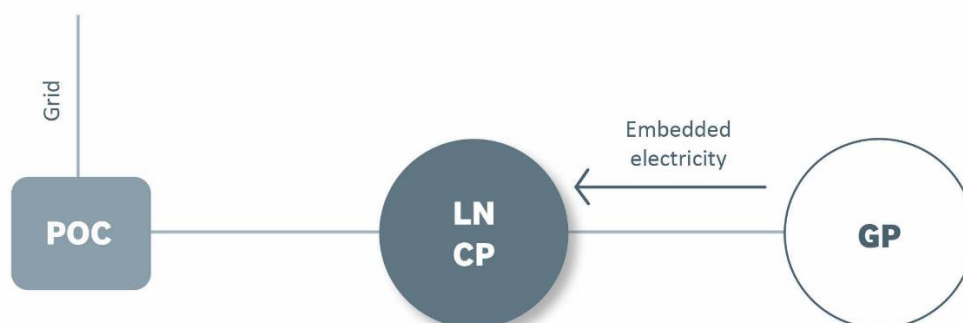 Grid
POC
LN
CP
Embedded
electricity
GP